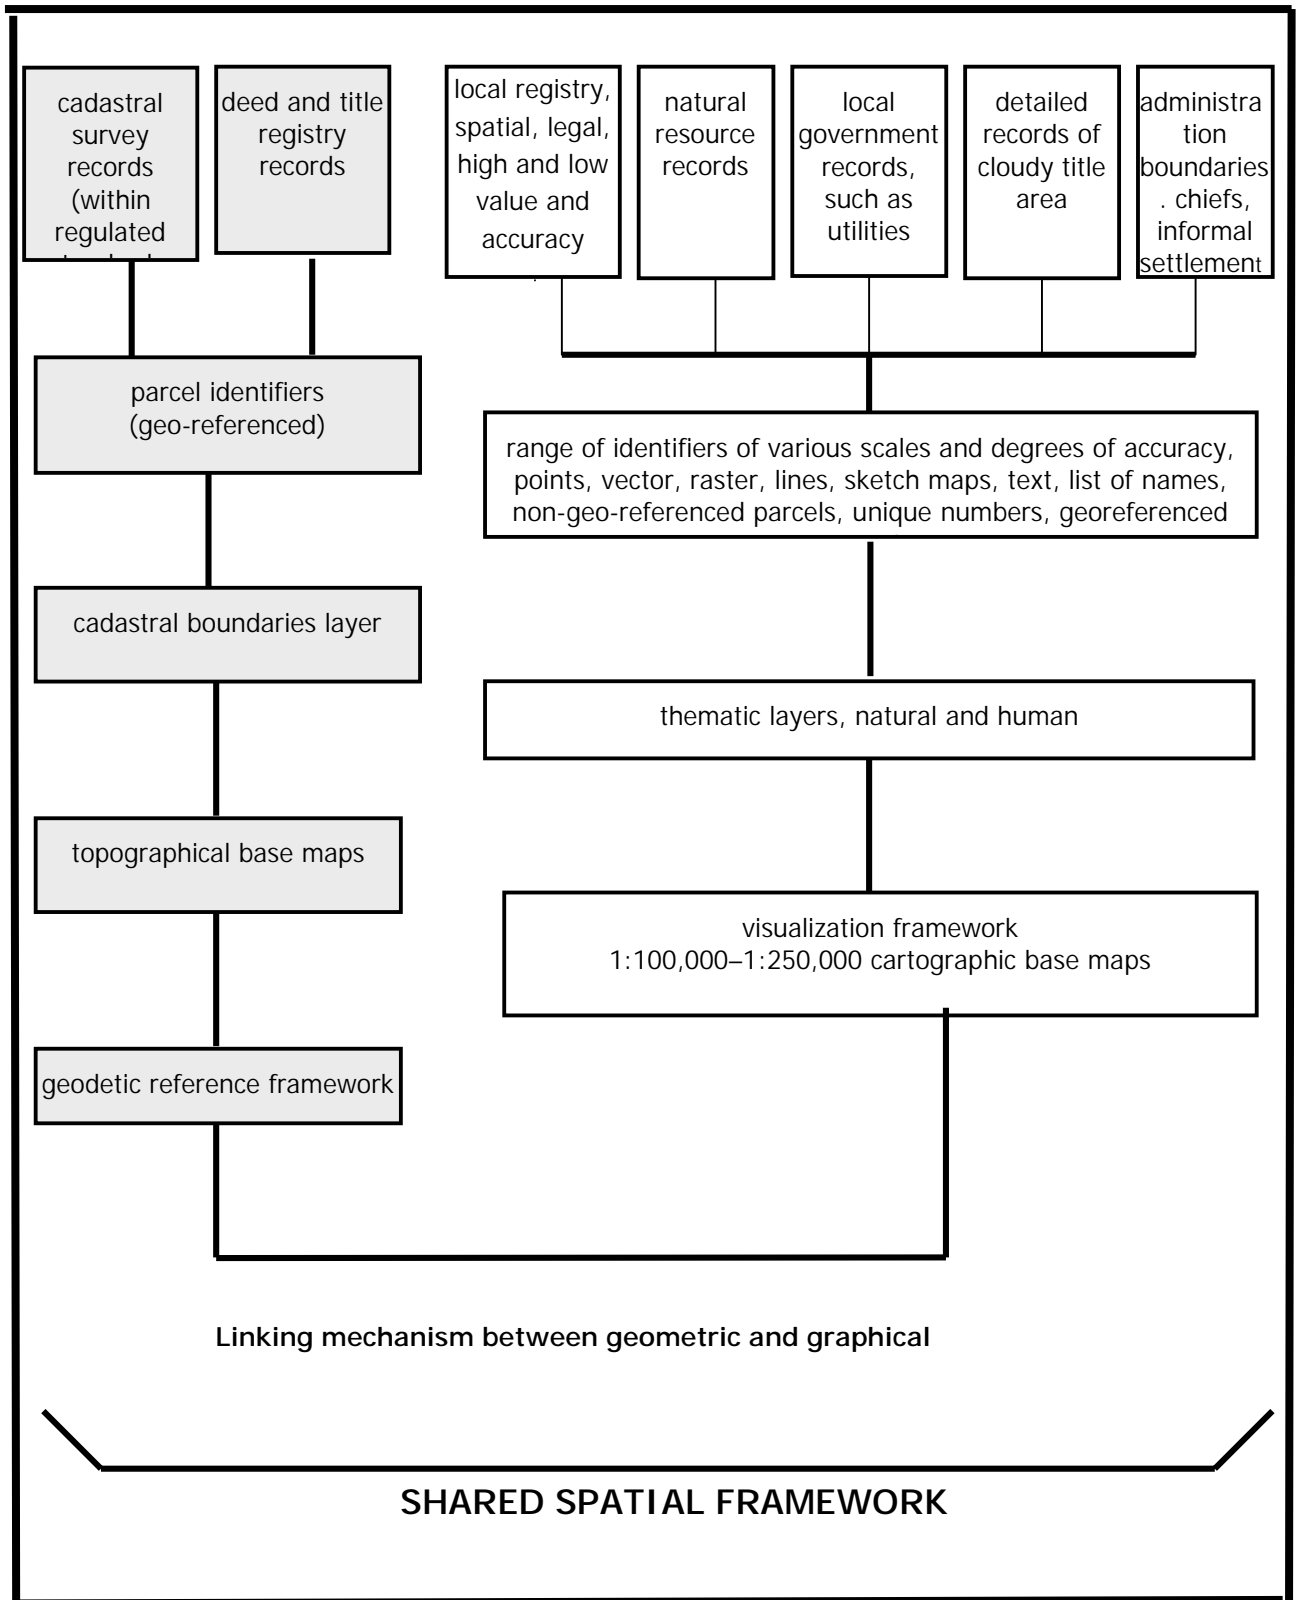 cadastral
survey
records
(within
regulated
deed and title
registry
records
local registry,
spatial, legal,
high and low
value and
accuracy
natural
resource
records
local
government
records,
such as
utilities
detailed
records of
cloudy title
area
administra
tion
boundaries
. chiefs,
informal
settlement
parcel identifiers
(geo-referenced)
range of identifiers of various scales and degrees of accuracy,
points, vector, raster, lines, sketch maps, text, list of names,
non-geo-referenced parcels, unique numbers, georeferenced
cadastral boundaries layer
thematic layers, natural and human
topographical base maps
visualization framework
1:100,000–1:250,000 cartographic base maps
geodetic reference framework
Linking mechanism between geometric and graphical
SHARED SPATIAL FRAMEWORK